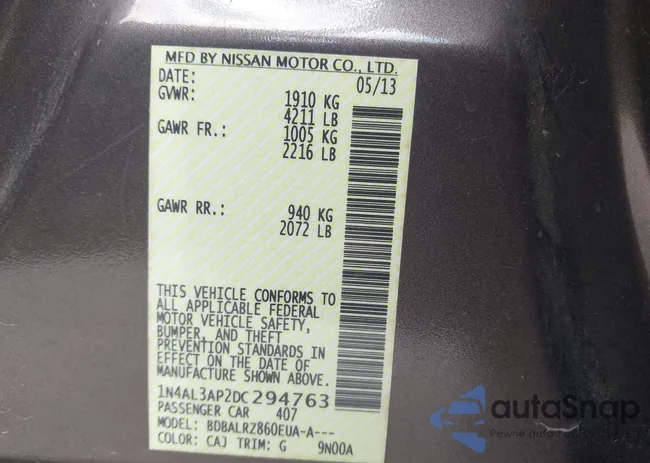 MFD BY NISSAN MOTOR CO., LTD.
DATE: 05/13
GVWR: 1910 KG
4211 LB
GAWR FR.: 1005 KG
2216 LB
GAWR RR.: 940 KG
2072 LB
THIS VEHICLE CONFORMS TO
ALL APPLICABLE FEDERAL
MOTOR VEHICLE SAFETY,
BUMPER, AND THEFT
PREVENTION STANDARDS IN
EFFECT ON THE DATE OF
MANUFACTURE SHOWN ABOVE.
1N4AL3AP2DC294763
PASSENGER CAR 407
MODEL: BDBALRZ860EUA-A---
COLOR: CAJ TRIM: G 9N00A
autoSnap
Pewne auto-Polska